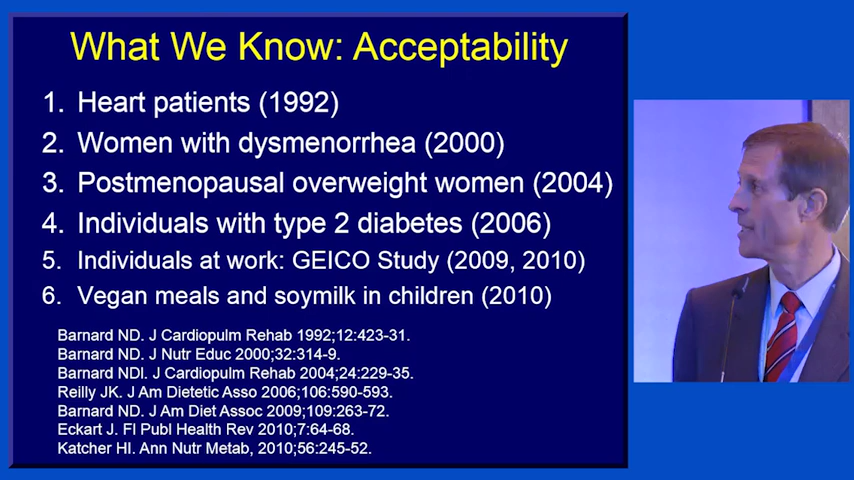 What We Know: Acceptability
1. Heart patients (1992)
2. Women with dysmenorrhea (2000)
3. Postmenopausal overweight women (2004)
4. Individuals with type 2 diabetes (2006)
5. Individuals at work: GEICO Study (2009, 2010)
6. Vegan meals and soymilk in children (2010)
Barnard ND. J Cardiopulm Rehab 1992;12:423-31.
Barnard ND. J Nutr Educ 2000;32:314-9.
Barnard NDl. J Cardiopulm Rehab 2004;24:229-35.
Reilly JK. J Am Dietetic Asso 2006;106:590-593.
Barnard ND. J Am Diet Assoc 2009;109:263-72.
Eckart J. Fl Publ Health Rev 2010;7:64-68.
Katcher HI. Ann Nutr Metab, 2010;56:245-52.